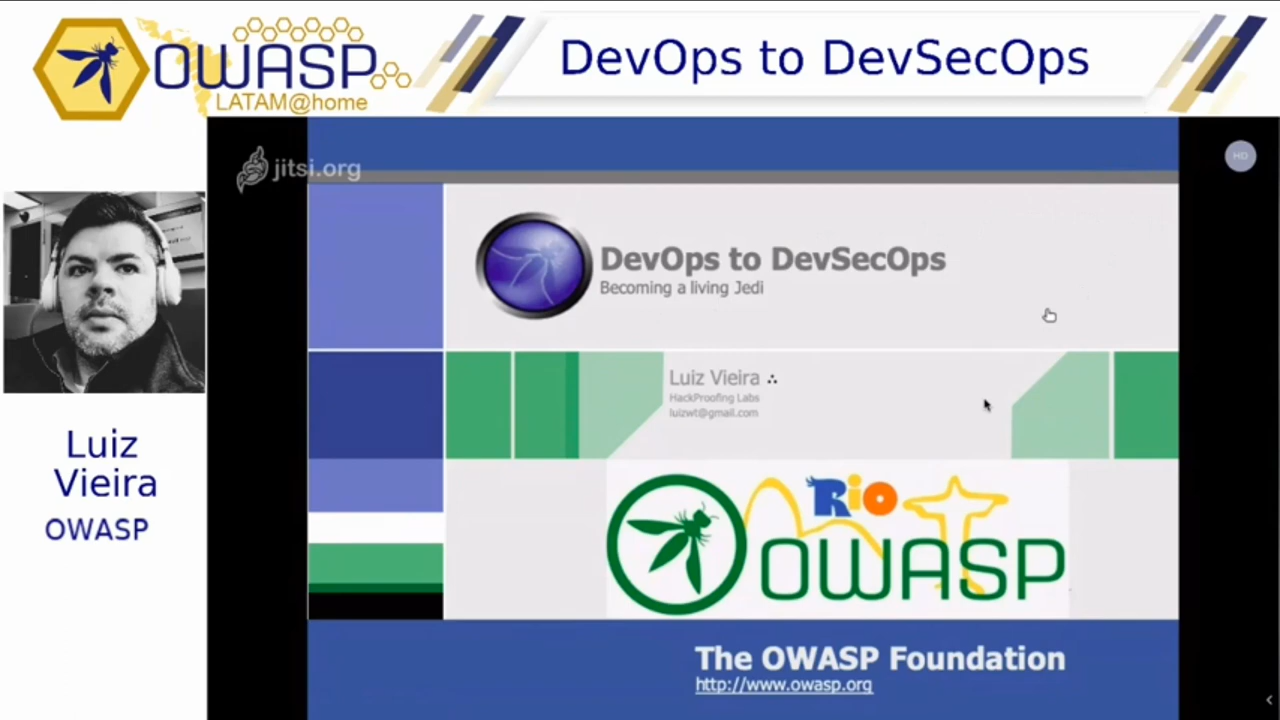 OWASP
LATAM@home
DevOps to DevSecOps
jitsi.org
HD
DevOps to DevSecOps
Becoming a living Jedi
Luiz Vieira ∴
HackProofing Labs
luizwt@gmail.com
Luiz
Vieira
OWASP
Rio
OWASP
The OWASP Foundation
http://www.owasp.org